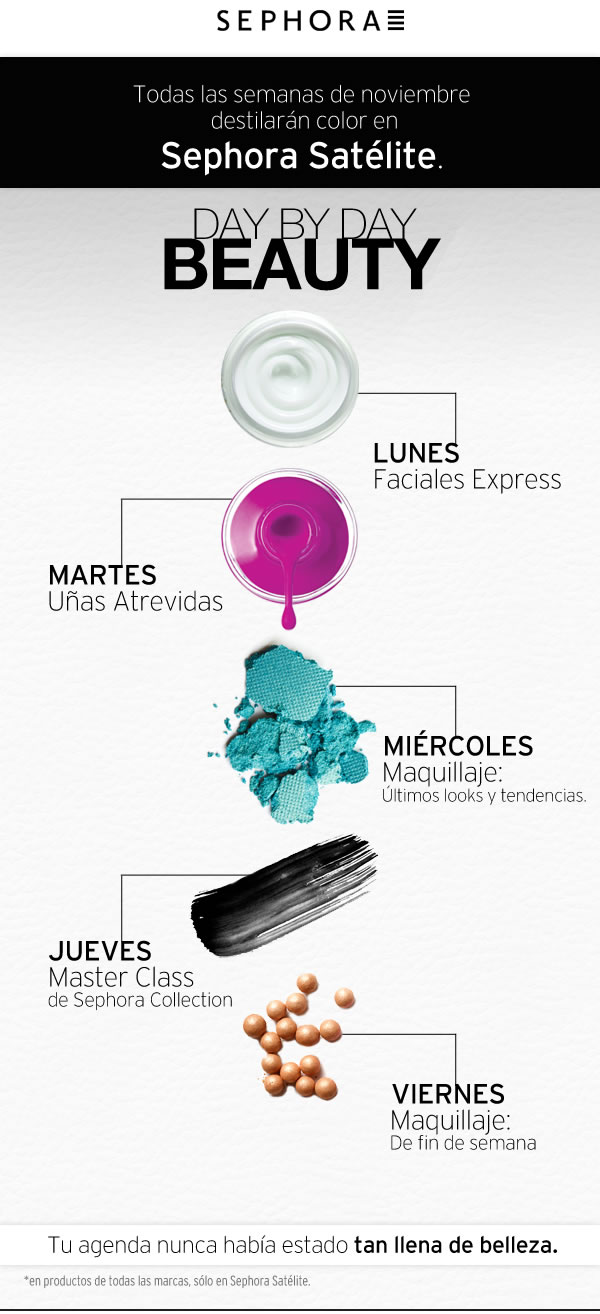 SEPHORA
Todas las semanas de noviembre
destilarán color en
Sephora Satélite.
DAY BY DAY
BEAUTY
LUNES
Faciales Express
MARTES
Uñas Atrevidas
MIÉRCOLES
Maquillaje:
Últimos looks y tendencias.
JUEVES
Master Class
de Sephora Collection
VIERNES
Maquillaje:
De fin de semana
Tu agenda nunca había estado tan llena de belleza.
*en productos de todas las marcas, sólo en Sephora Satélite.